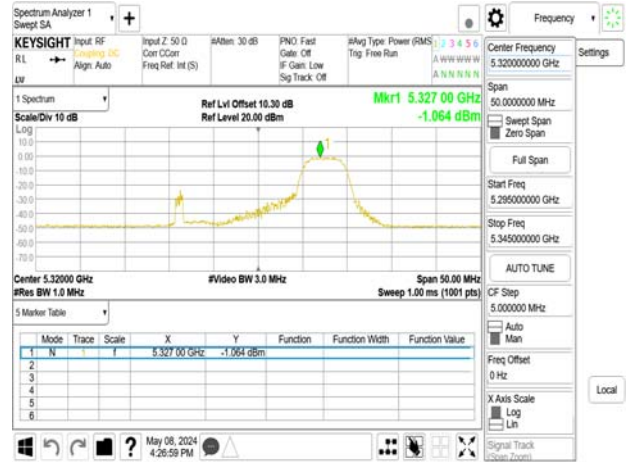 Spectrum Analyzer 1
Swept SA
Frequency
KEYSIGHT
RL
Input: RF
Coupling: DC
Align: Auto
Input Z: 50 Ω
Corr CCorr
Freq Ref: Int (S)
#Atten: 30 dB
PNO: Fast
Gate: Off
IF Gain: Low
Sig Track: Off
#Avg Type: Power (RMS
Trig: Free Run
1 2 3 4 5 6
A W W W W W
A N N N N N
1 Spectrum
Scale/Div 10 dB
Ref Lvl Offset 10.30 dB
Ref Level 20.00 dBm
Mkr1 5.327 00 GHz
-1.064 dBm
Log
10.0
0.00
-10.0
-20.0
-30.0
-40.0
-50.0
-60.0
-70.0
1
Center 5.32000 GHz
#Res BW 1.0 MHz
#Video BW 3.0 MHz
Span 50.00 MHz
Sweep 1.00 ms (1001 pts)
5 Marker Table
Mode Trace Scale X Y Function Function Width Function Value
1 N 1 f 5.327 00 GHz -1.064 dBm
2
3
4
5
6
May 08, 2024
4:26:59 PM
Center Frequency
5.320000000 GHz
Settings
Span
50.0000000 MHz
Swept Span
Zero Span
Full Span
Start Freq
5.295000000 GHz
Stop Freq
5.345000000 GHz
AUTO TUNE
CF Step
5.000000 MHz
Auto
Man
Freq Offset
0 Hz
X Axis Scale
Log
Lin
Local
Signal Track
(Span Zoom)